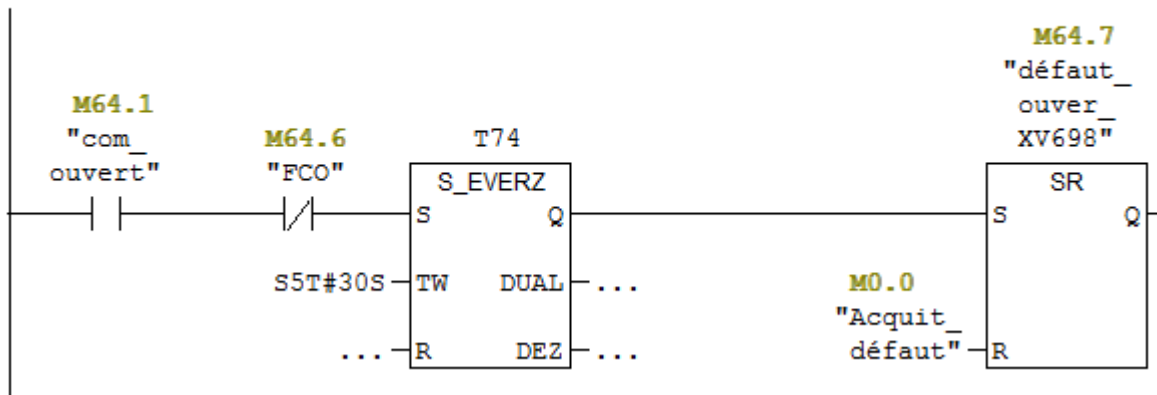 M64.7
"défaut_
ouver_
XV698"
M64.1
"com_
ouvert"
M64.6
"FCO"
T74
S_EVERZ
SR
S Q
S Q
S5T#30S TW DUAL ...
M0.0
"Acquit_
défaut" R
... R DEZ ...